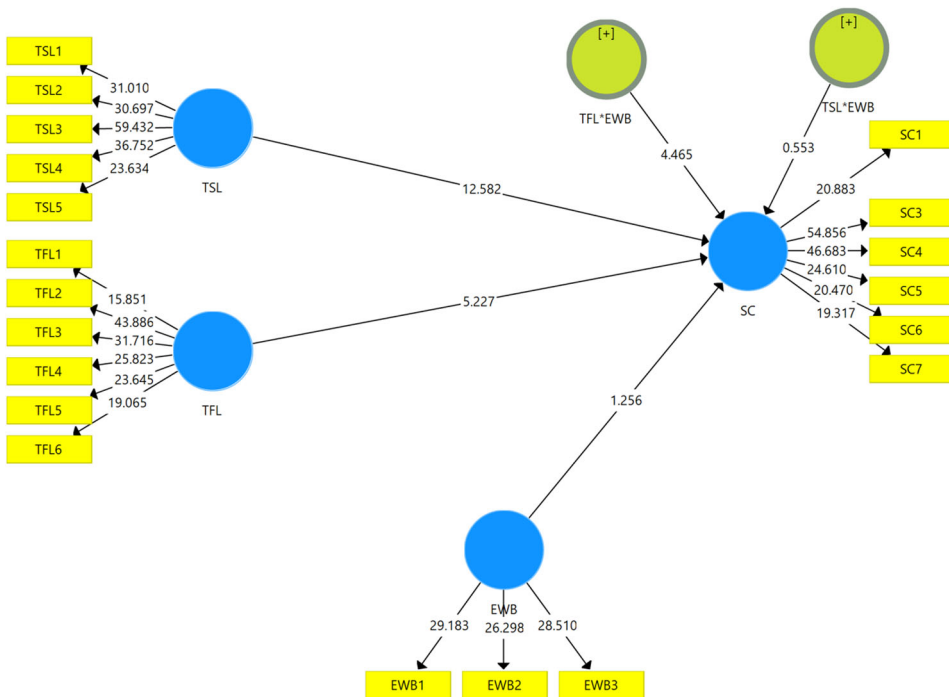 TSL1
TSL2
TSL3
TSL4
TSL5
31.010
30.697
59.432
36.752
23.634
TSL
TFL1
TFL2
TFL3
TFL4
TFL5
TFL6
15.851
43.886
31.716
25.823
23.645
19.065
TFL
[+]
TFL*EWB
[+]
TSL*EWB
4.465
0.553
12.582
5.227
1.256
SC
20.883
54.856
46.683
24.610
20.470
19.317
SC1
SC3
SC4
SC5
SC6
SC7
EWB
29.183
26.298
28.510
EWB1
EWB2
EWB3